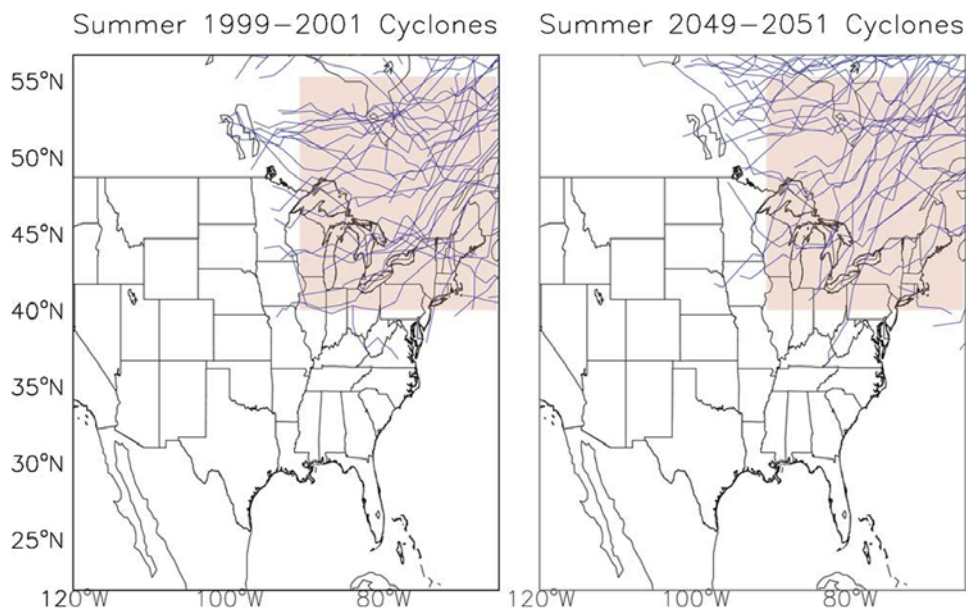 Summer 1999−2001 Cyclones
Summer 2049−2051 Cyclones
55°N
50°N
45°N
40°N
35°N
30°N
25°N
120°W 100°W 80°W
120°W 100°W 80°W